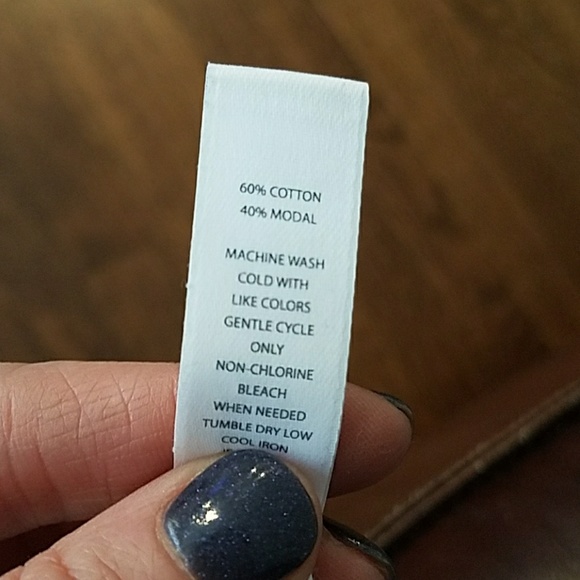 60% COTTON
40% MODAL
MACHINE WASH
COLD WITH
LIKE COLORS
GENTLE CYCLE
ONLY
NON-CHLORINE
BLEACH
WHEN NEEDED
TUMBLE DRY LOW
COOL IRON